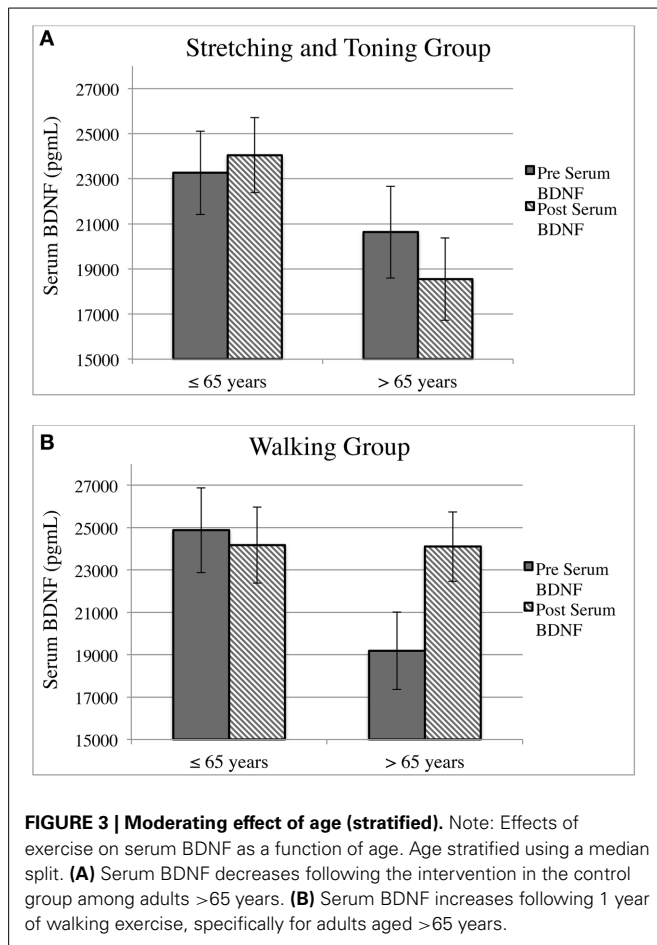 A
Stretching and Toning Group
27000
25000
23000
21000
19000
17000
15000
Serum BDNF (pgmL)
≤ 65 years
> 65 years
Pre Serum
BDNF
Post Serum
BDNF
B
Walking Group
27000
25000
23000
21000
19000
17000
15000
Serum BDNF (pgmL)
≤ 65 years
> 65 years
Pre Serum
BDNF
Post Serum
BDNF
FIGURE 3 | Moderating effect of age (stratified). Note: Effects of
exercise on serum BDNF as a function of age. Age stratified using a median
split. (A) Serum BDNF decreases following the intervention in the control
group among adults >65 years. (B) Serum BDNF increases following 1 year
of walking exercise, specifically for adults aged >65 years.